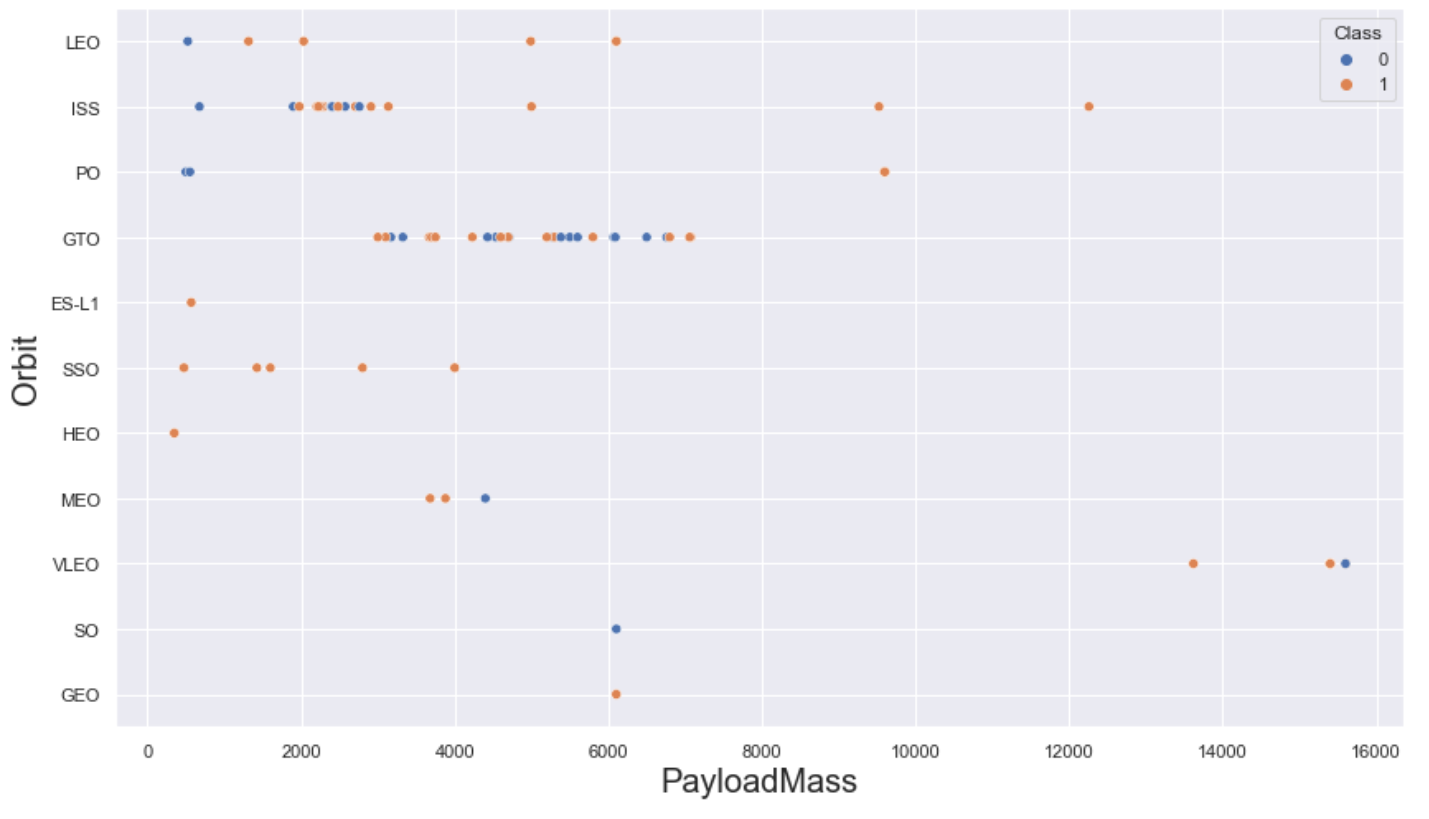 Class
0
1
LEO
ISS
PO
GTO
ES-L1
SSO
HEO
MEO
VLEO
SO
GEO
Orbit
0 2000 4000 6000 8000 10000 12000 14000 16000
PayloadMass